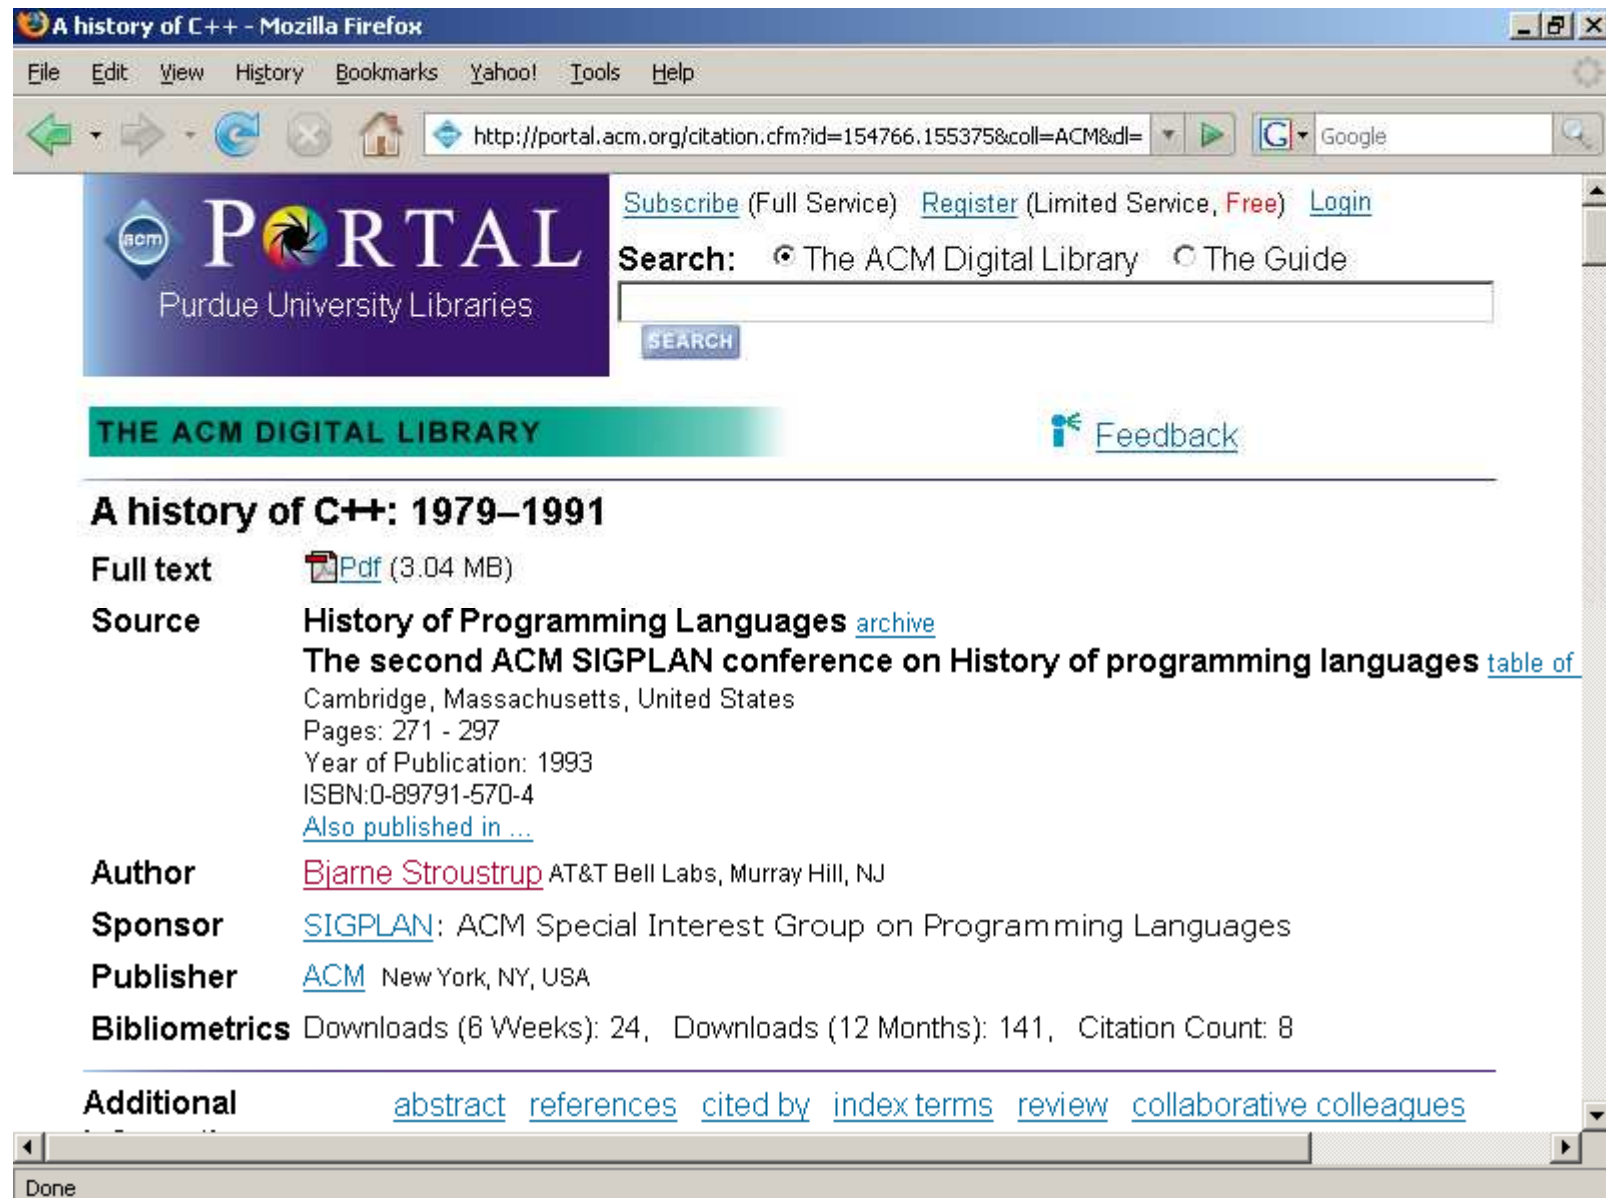 A history of C++ - Mozilla Firefox
File Edit View History Bookmarks Yahoo! Tools Help
http://portal.acm.org/citation.cfm?id=154766.155375&coll=ACM&dl= G Google
acm PORTAL
Purdue University Libraries
Subscribe (Full Service) Register (Limited Service, Free) Login
Search: The ACM Digital Library The Guide
SEARCH
THE ACM DIGITAL LIBRARY
Feedback
A history of C++: 1979–1991
Full text Pdf (3.04 MB)
Source History of Programming Languages archive
The second ACM SIGPLAN conference on History of programming languages table of
Cambridge, Massachusetts, United States
Pages: 271 - 297
Year of Publication: 1993
ISBN:0-89791-570-4
Also published in ...
Author Bjarne Stroustrup AT&T Bell Labs, Murray Hill, NJ
Sponsor SIGPLAN: ACM Special Interest Group on Programming Languages
Publisher ACM New York, NY, USA
Bibliometrics Downloads (6 Weeks): 24, Downloads (12 Months): 141, Citation Count: 8
Additional abstract references cited by index terms review collaborative colleagues
Done